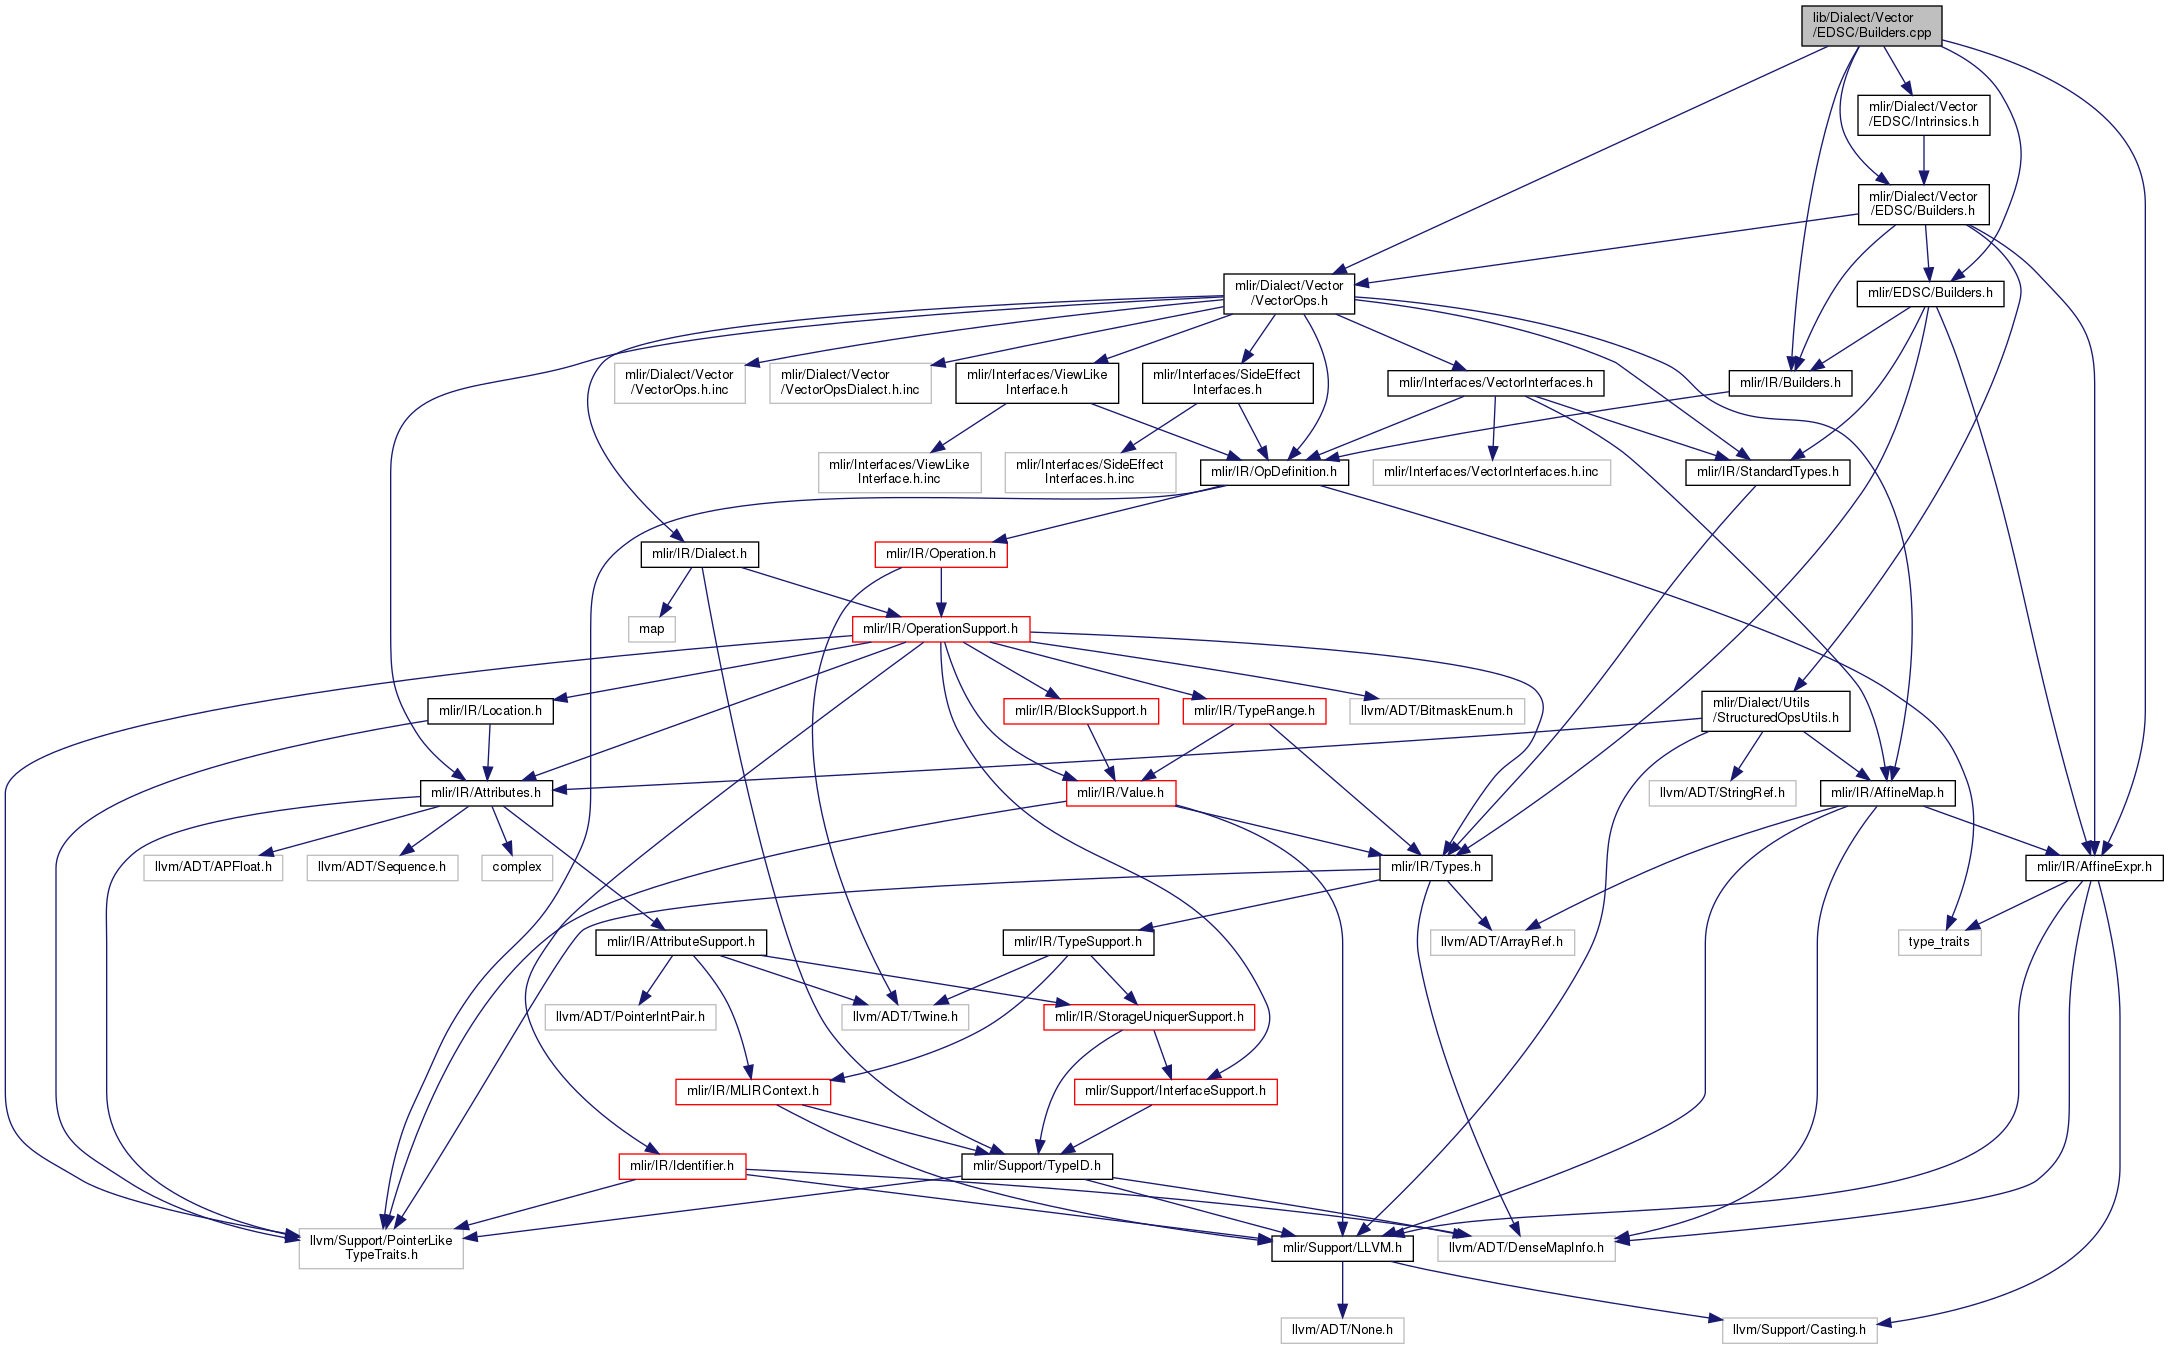 lib/Dialect/Vector
/EDSC/Builders.cpp
mlir/Dialect/Vector
/EDSC/Intrinsics.h
mlir/Dialect/Vector
/EDSC/Builders.h
mlir/Dialect/Vector
/VectorOps.h
mlir/EDSC/Builders.h
mlir/Dialect/Vector
/VectorOps.h.inc
mlir/Dialect/Vector
/VectorOpsDialect.h.inc
mlir/Interfaces/ViewLike
Interface.h
mlir/Interfaces/SideEffect
Interfaces.h
mlir/Interfaces/VectorInterfaces.h
mlir/IR/Builders.h
mlir/Interfaces/ViewLike
Interface.h.inc
mlir/Interfaces/SideEffect
Interfaces.h.inc
mlir/IR/OpDefinition.h
mlir/Interfaces/VectorInterfaces.h.inc
mlir/IR/StandardTypes.h
mlir/IR/Dialect.h
mlir/IR/Operation.h
map
mlir/IR/OperationSupport.h
mlir/IR/Location.h
mlir/IR/BlockSupport.h
mlir/IR/TypeRange.h
llvm/ADT/BitmaskEnum.h
mlir/Dialect/Utils
/StructuredOpsUtils.h
mlir/IR/Attributes.h
mlir/IR/Value.h
llvm/ADT/StringRef.h
mlir/IR/AffineMap.h
llvm/ADT/APFloat.h
llvm/ADT/Sequence.h
complex
mlir/IR/Types.h
mlir/IR/AffineExpr.h
mlir/IR/AttributeSupport.h
mlir/IR/TypeSupport.h
llvm/ADT/ArrayRef.h
type_traits
llvm/ADT/PointerIntPair.h
llvm/ADT/Twine.h
mlir/IR/StorageUniquerSupport.h
mlir/IR/MLIRContext.h
mlir/Support/InterfaceSupport.h
mlir/IR/Identifier.h
mlir/Support/TypeID.h
llvm/Support/PointerLike
TypeTraits.h
mlir/Support/LLVM.h
llvm/ADT/DenseMapInfo.h
llvm/ADT/None.h
llvm/Support/Casting.h